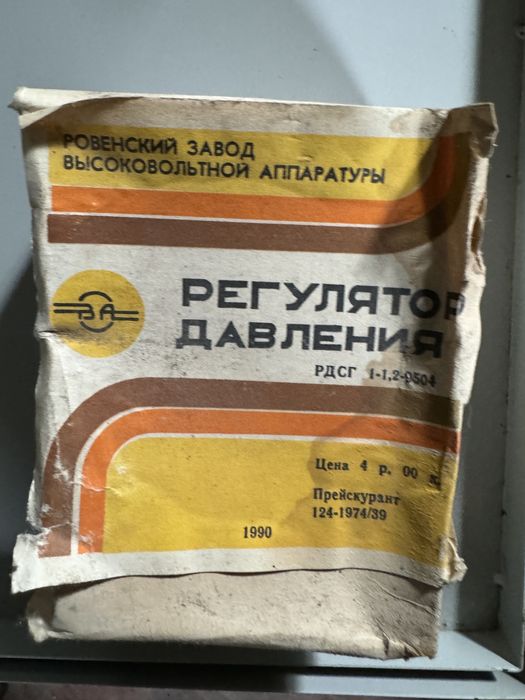 РОВЕНСКИЙ ЗАВОД
ВЫСОКОВОЛЬТНОЙ АППАРАТУРЫ
ВА
РЕГУЛЯТОР
ДАВЛЕНИЯ
РДСГ 1-1,2-0504
Цена 4 р. 00 к.
Прейскурант
124-1974/39
1990